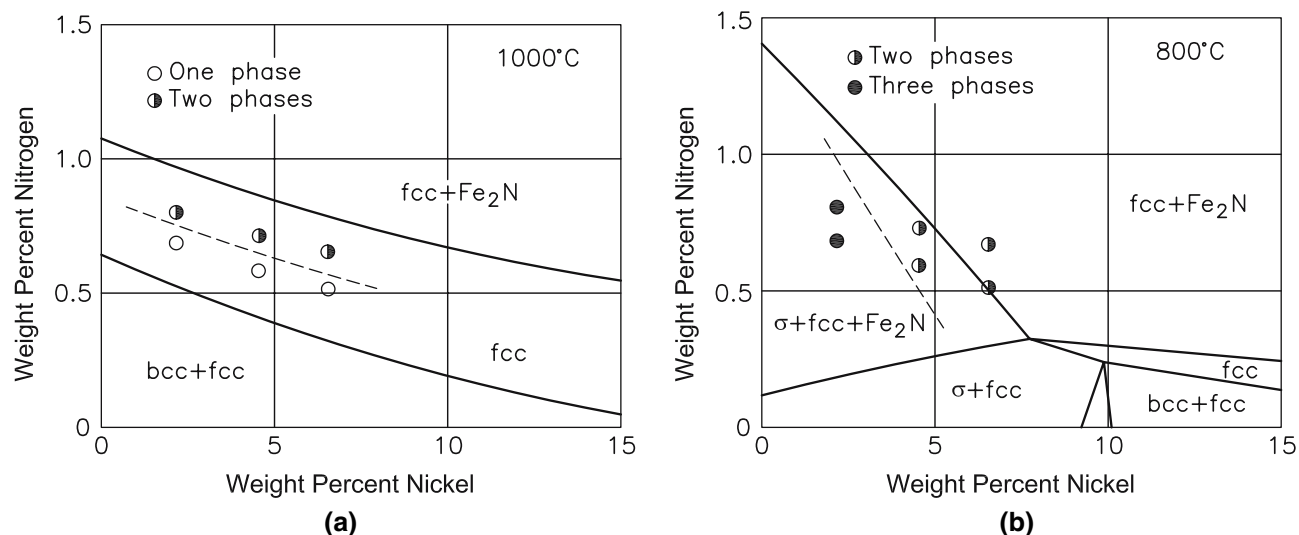 1.5
1000°C
One phase
Two phases
1.0
fcc+Fe₂N
0.5
fcc
bcc+fcc
0
0
5
10
15
Weight Percent Nitrogen
Weight Percent Nickel
(a)
1.5
800°C
Two phases
Three phases
1.0
fcc+Fe₂N
0.5
σ+fcc+Fe₂N
fcc
σ+fcc
bcc+fcc
0
0
5
10
15
Weight Percent Nitrogen
Weight Percent Nickel
(b)